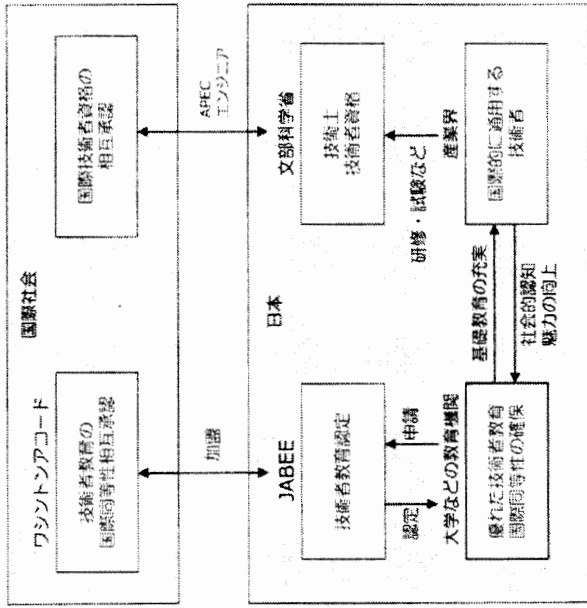 国際社会
ワシントンアコード
技術者教育の
国際同等性相互承認
国際技術者資格の
相互承認
加盟
APEC
エンジニア
日本
JABEE
技術者教育認定
文部科学省
技術士
技術者資格
認定
申請
研修・試験など
大学などの教育機関
優れた技術者教育
国際同等性の確保
基礎教育の充実
社会的認知
魅力の向上
産業界
国際的に通用する
技術者